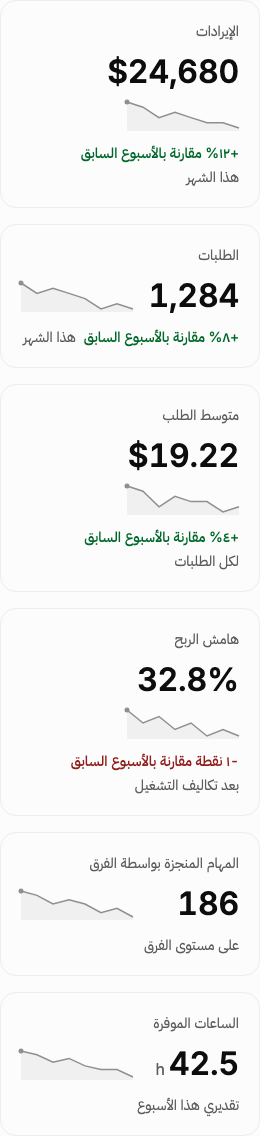 الإيرادات
$24,680
+١٢% مقارنة بالأسبوع السابق
هذا الشهر
الطلبات
1,284
+٨% مقارنة بالأسبوع السابق هذا الشهر
متوسط الطلب
$19.22
+٤% مقارنة بالأسبوع السابق
لكل الطلبات
هامش الربح
32.8%
-١ نقطة مقارنة بالأسبوع السابق
بعد تكاليف التشغيل
المهام المنجزة بواسطة الفرق
186
على مستوى الفرق
الساعات الموفرة
42.5 h
تقديري هذا الأسبوع